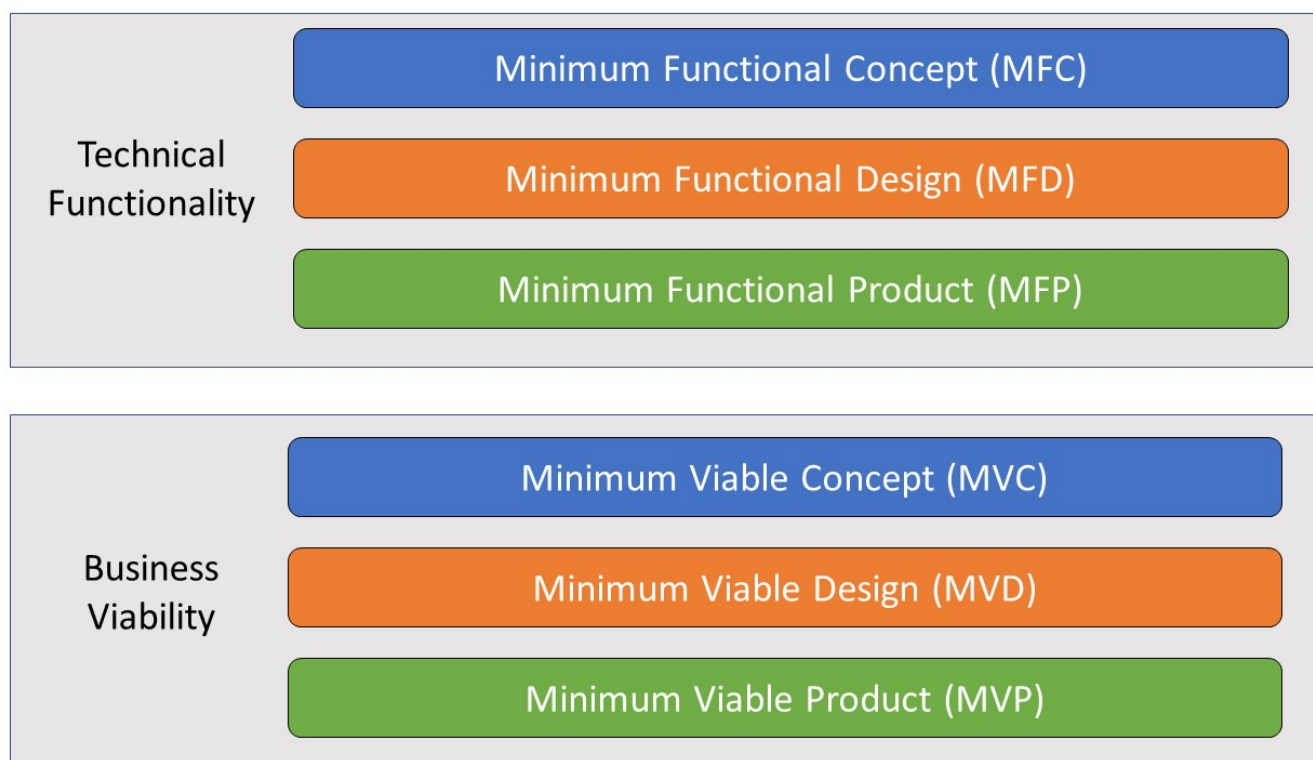 Minimum Functional Concept (MFC)
Technical
Functionality
Minimum Functional Design (MFD)
Minimum Functional Product (MFP)
Minimum Viable Concept (MVC)
Business
Viability
Minimum Viable Design (MVD)
Minimum Viable Product (MVP)